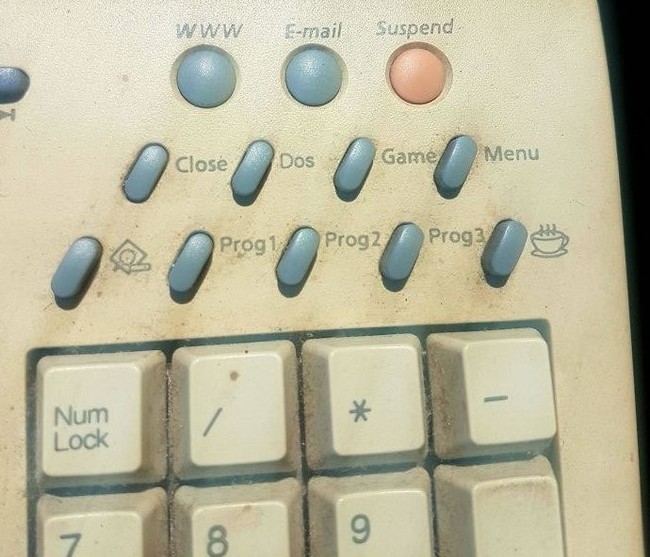 WWW E-mail Suspend
Close Dos Game Menu
Prog1 Prog2 Prog3
Num
Lock
/ * -
7 8 9